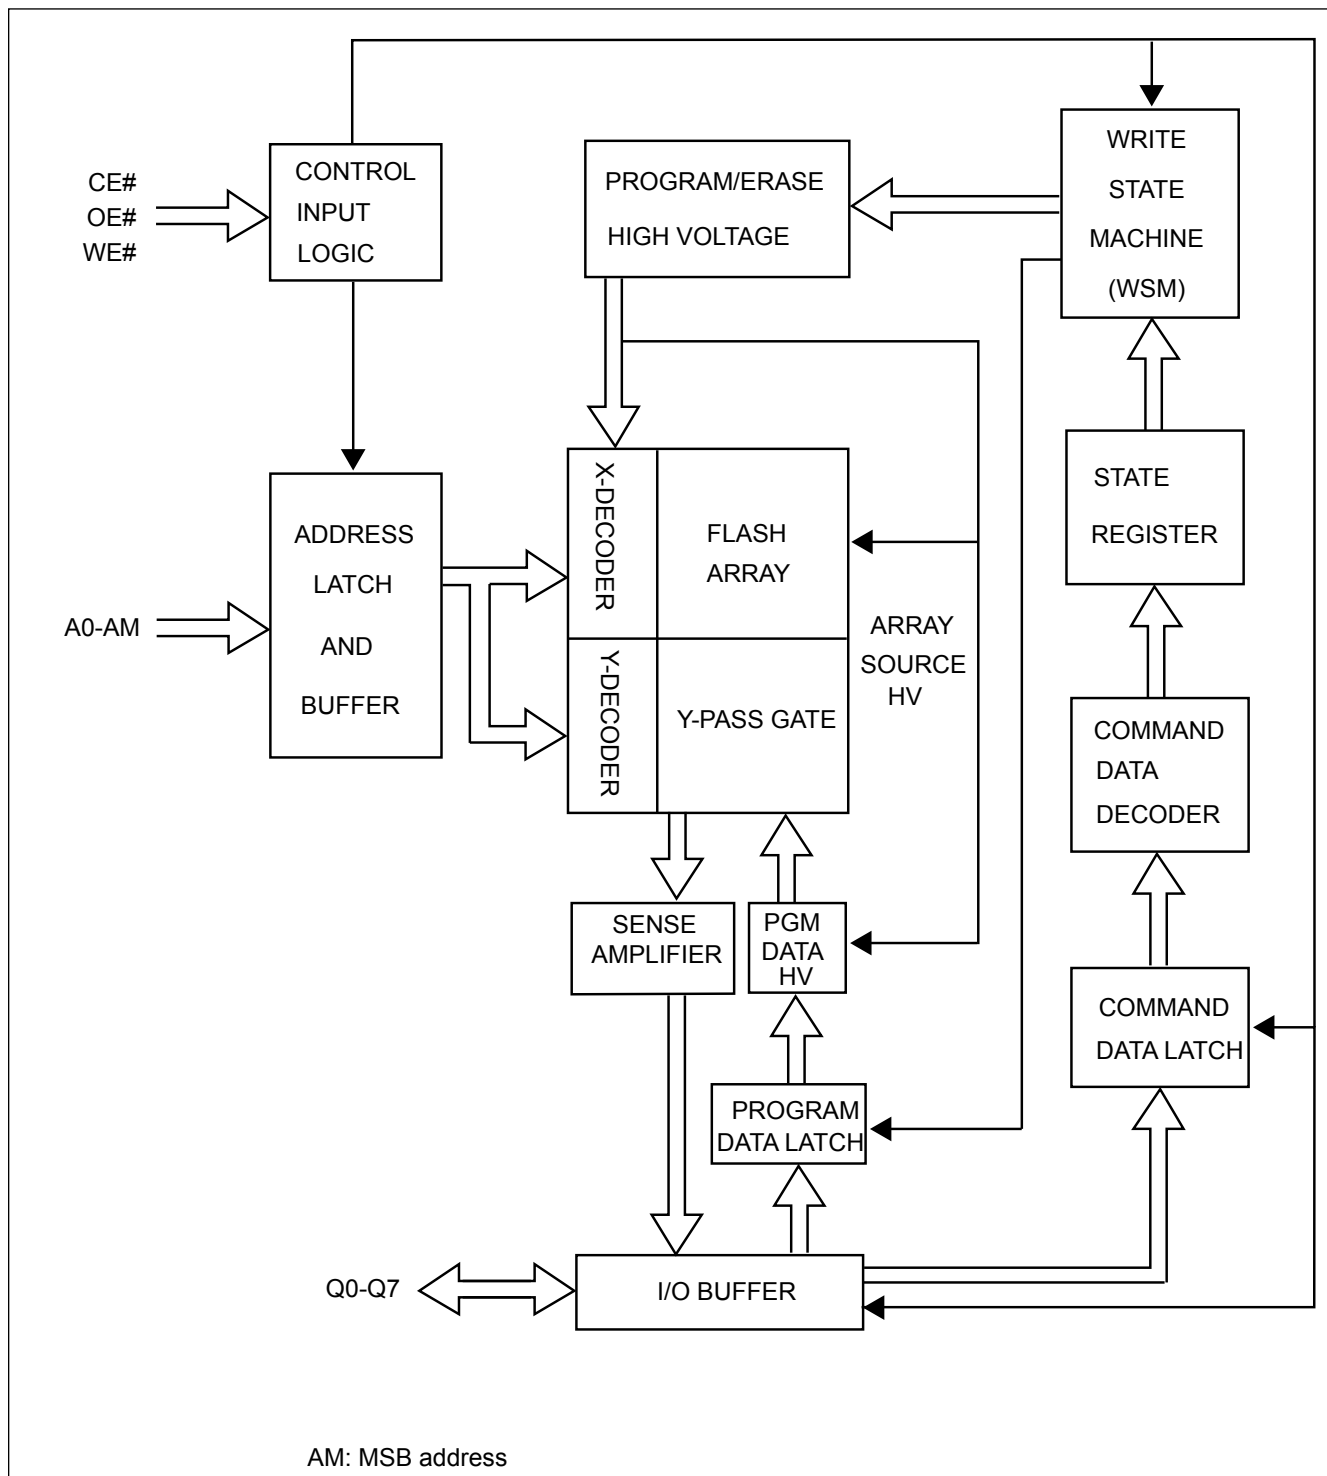 CE#
OE#
WE#
CONTROL
INPUT
LOGIC
PROGRAM/ERASE
HIGH VOLTAGE
WRITE
STATE
MACHINE
(WSM)
A0-AM
ADDRESS
LATCH
AND
BUFFER
X-DECODER
FLASH
ARRAY
Y-DECODER
Y-PASS GATE
ARRAY
SOURCE
HV
STATE
REGISTER
COMMAND
DATA
DECODER
SENSE
AMPLIFIER
PGM
DATA
HV
COMMAND
DATA LATCH
PROGRAM
DATA LATCH
Q0-Q7
I/O BUFFER
AM: MSB address